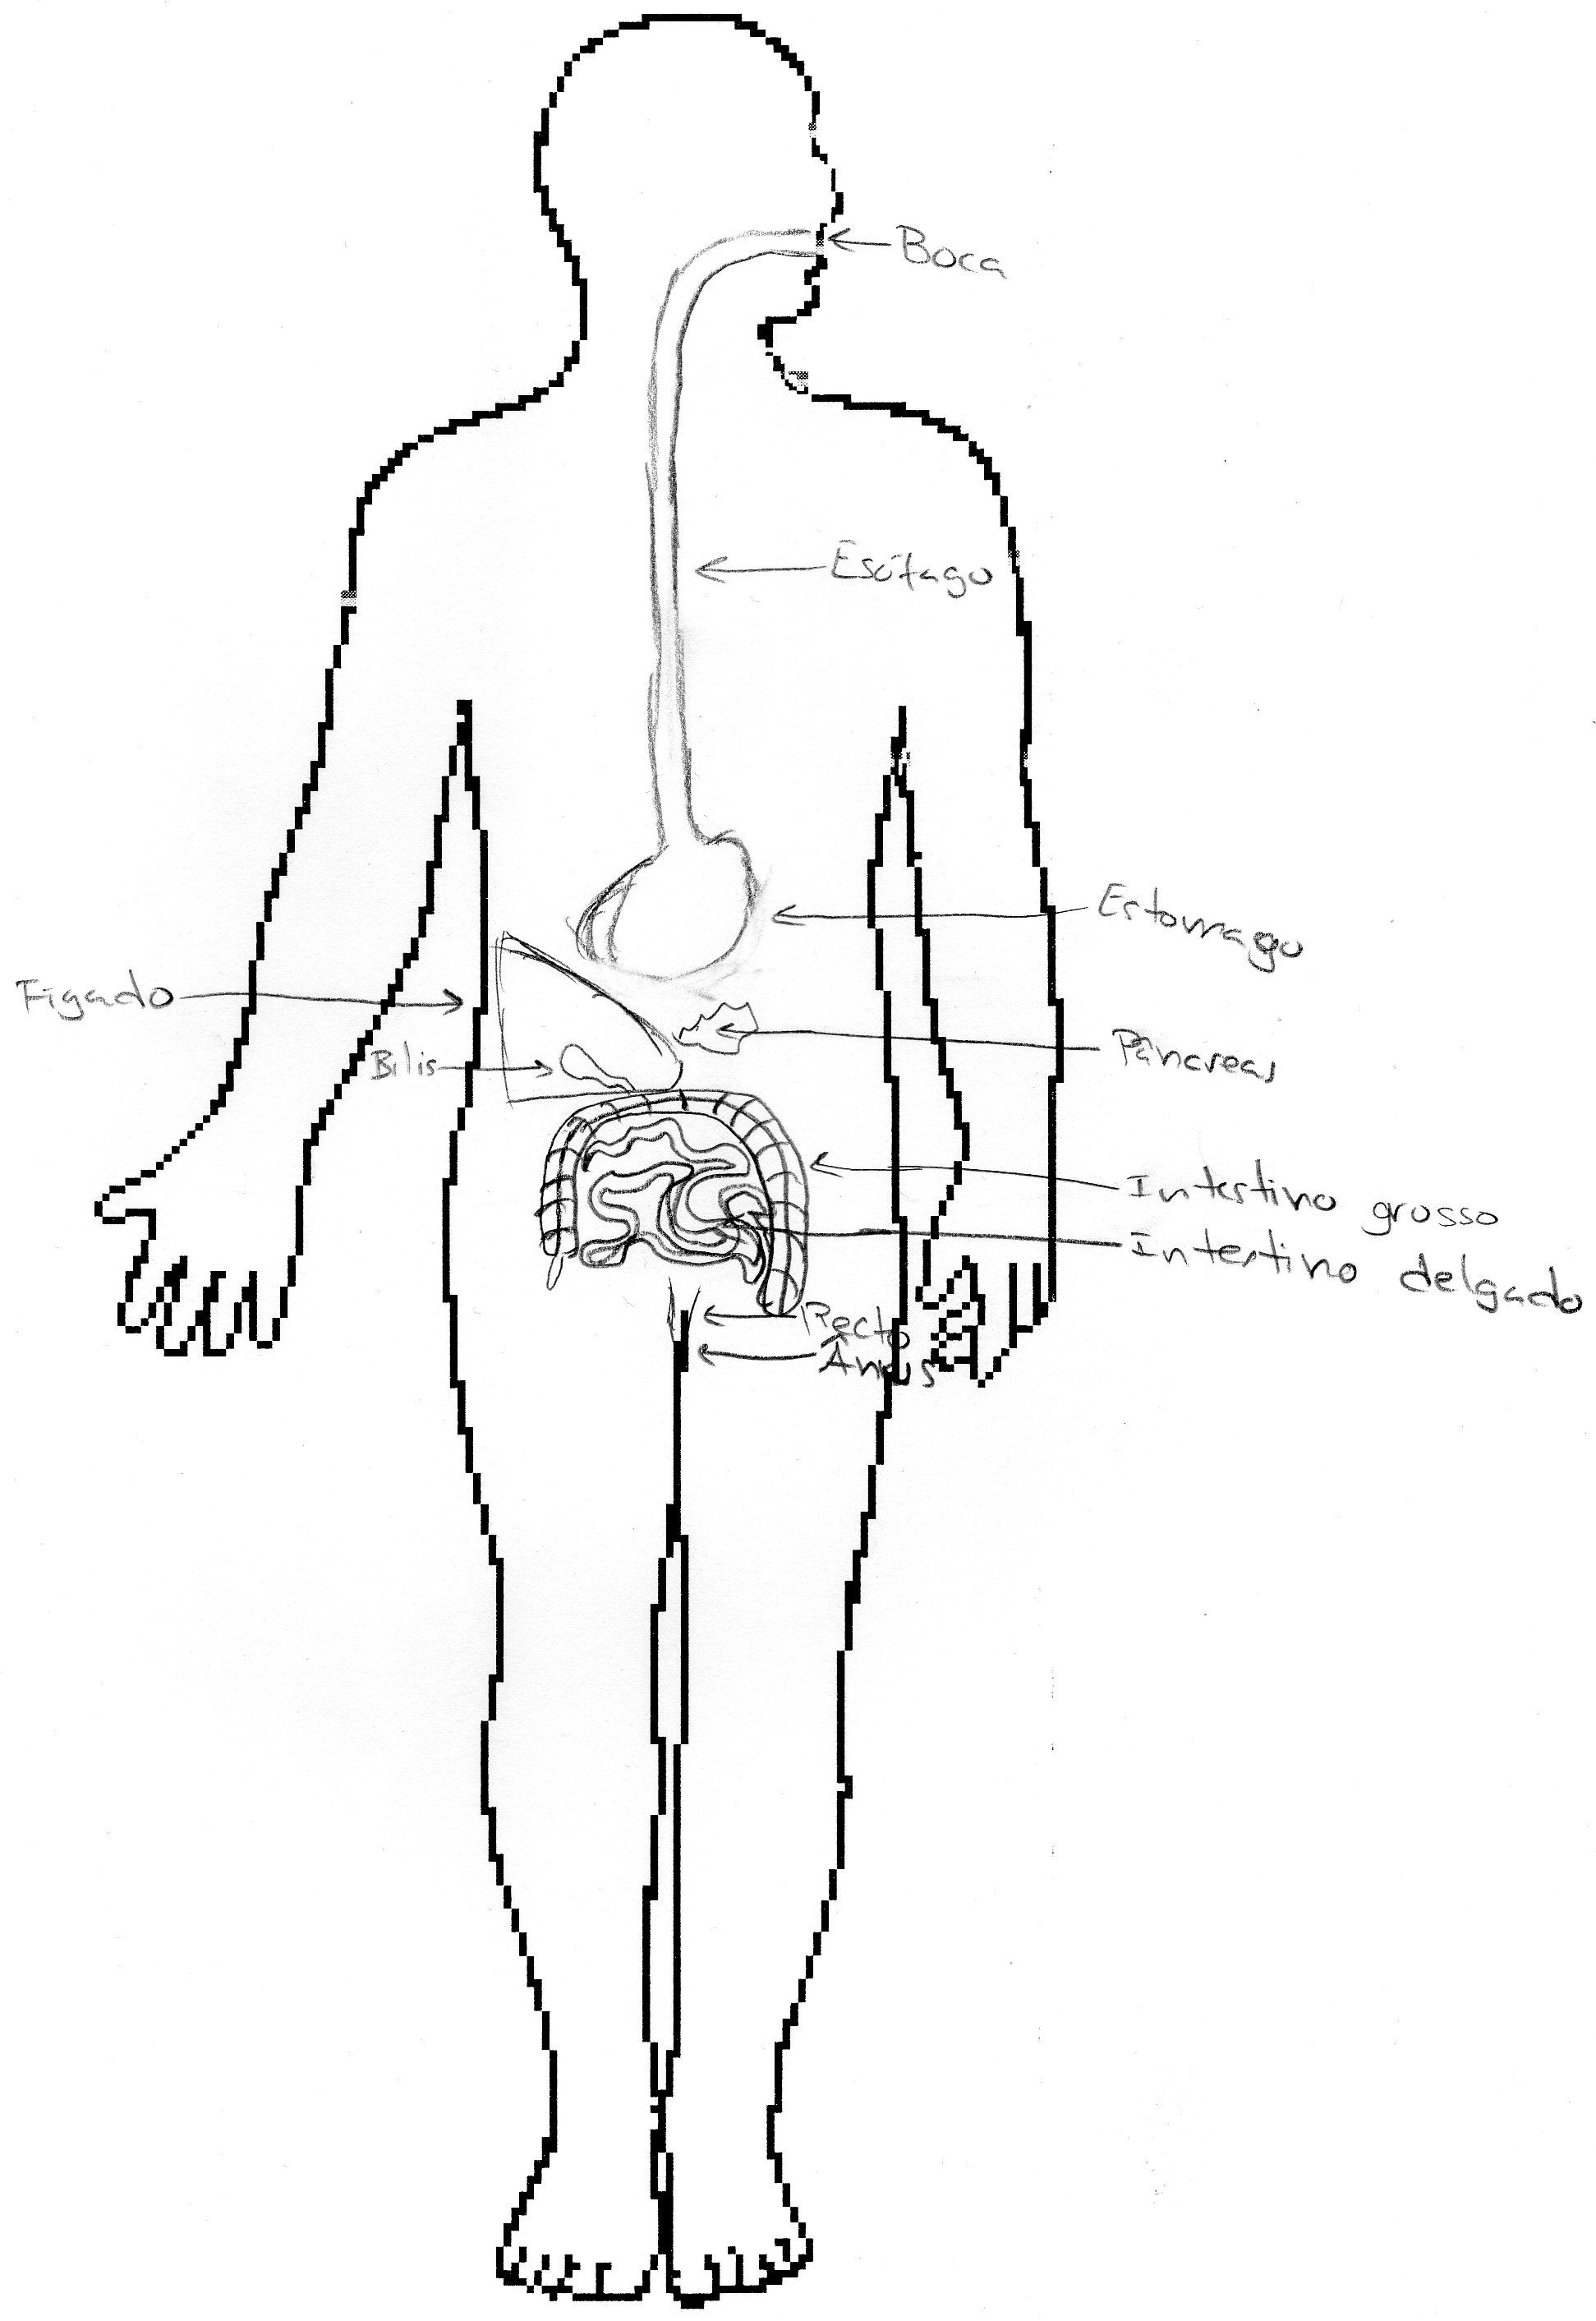 Boca
Esófago
Estomago
Figado
Pâncreas
Bilis
Intestino grosso
Intestino delgado
Recto
Ânus